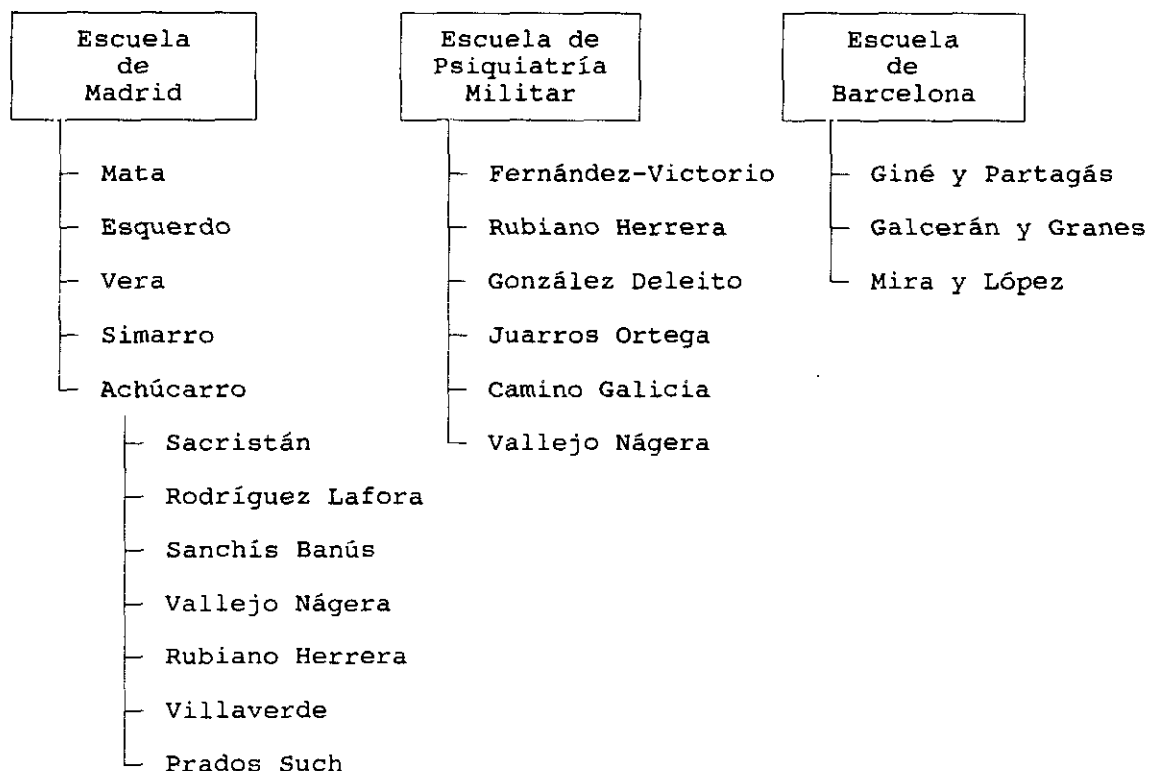 Escuela
de
Madrid
Mata
Esquerdo
Vera
Simarro
Achúcarro
Sacristán
Rodríguez Lafora
Sanchís Banús
Vallejo Nágera
Rubiano Herrera
Villaverde
Prados Such
Escuela de
Psiquiatría
Militar
Fernández-Victorio
Rubiano Herrera
González Deleito
Juarros Ortega
Camino Galicia
Vallejo Nágera
Escuela
de
Barcelona
Giné y Partagás
Galcerán y Granes
Mira y López